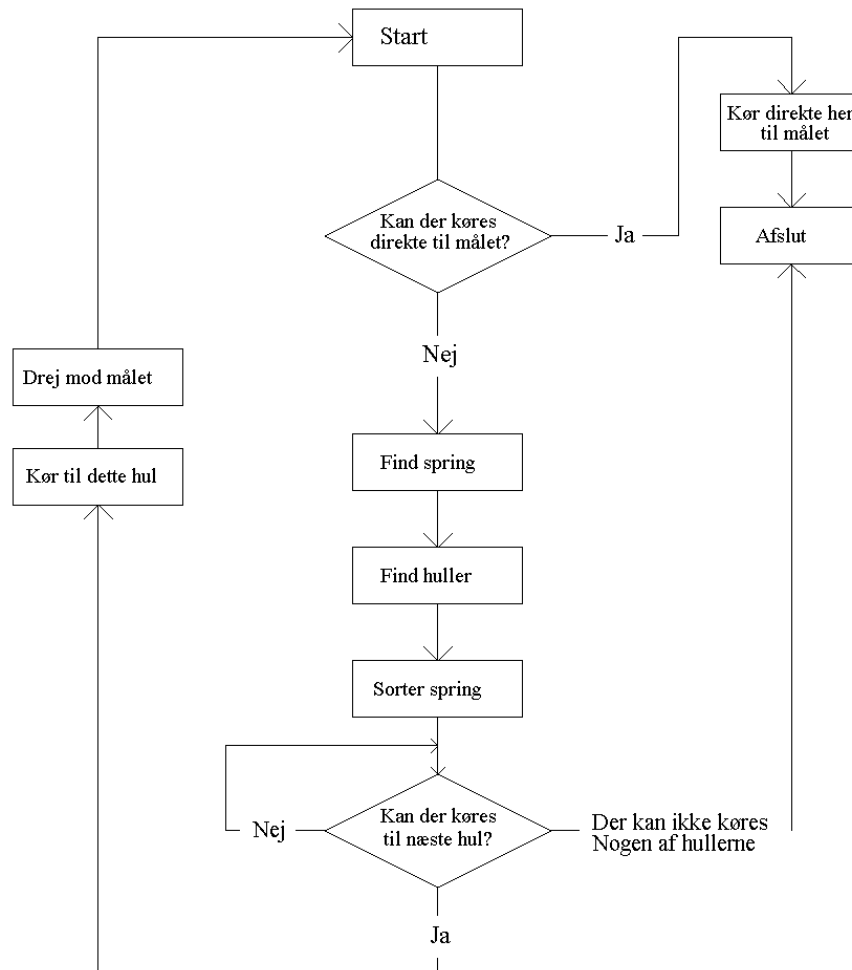 Start
Kør direkte hen
til målet
Kan der køres
direkte til målet?
Ja
Afslut
Nej
Drej mod målet
Find spring
Kør til dette hul
Find huller
Sorter spring
Kan der køres
til næste hul?
Nej
Der kan ikke køres
Nogen af hullerne
Ja